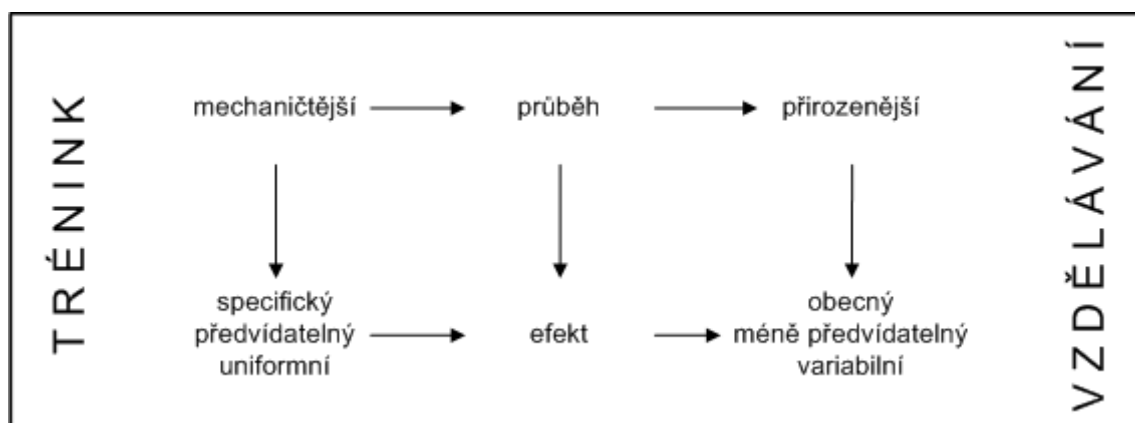 TRÉNINK
mechaničtější
průběh
přirozenější
specifický
předvídatelný
uniformní
efekt
obecný
méně předvídatelný
variabilní
VZDĚLÁVÁNÍ